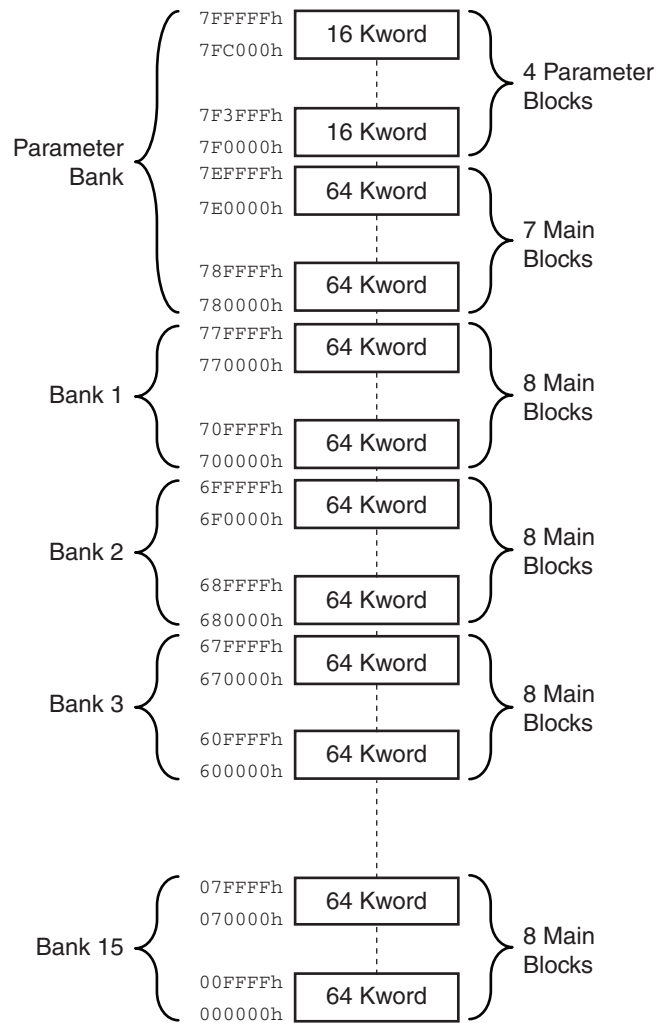 7FFFFFh
16 Kword
7FC000h
4 Parameter
Blocks
7F3FFFh
16 Kword
7F0000h
Parameter
Bank
7EFFFFh
64 Kword
7E0000h
7 Main
Blocks
78FFFFh
64 Kword
780000h
77FFFFh
64 Kword
770000h
Bank 1
8 Main
Blocks
70FFFFh
64 Kword
700000h
6FFFFFh
64 Kword
6F0000h
Bank 2
8 Main
Blocks
68FFFFh
64 Kword
680000h
67FFFFh
64 Kword
670000h
Bank 3
8 Main
Blocks
60FFFFh
64 Kword
600000h
07FFFFh
64 Kword
070000h
Bank 15
8 Main
Blocks
00FFFFh
64 Kword
000000h